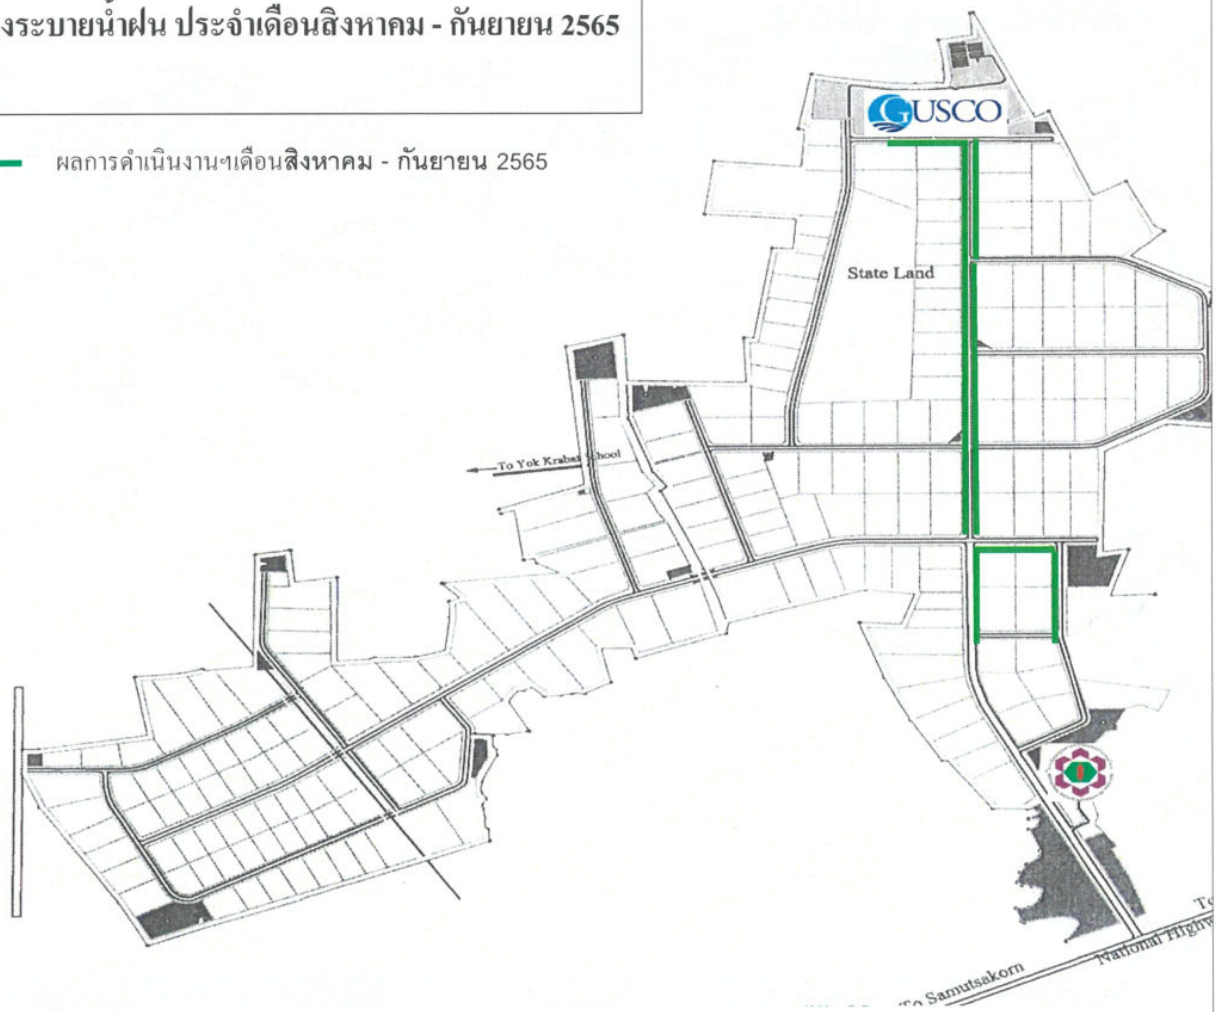 งระบายน้ำฝน ประจำเดือนสิงหาคม - กันยายน 2565
ผลการดำเนินงานฯเดือนสิงหาคม - กันยายน 2565
GUSCO
State Land
To Yok Krabat School
To Samutsakorn
National Highw
To